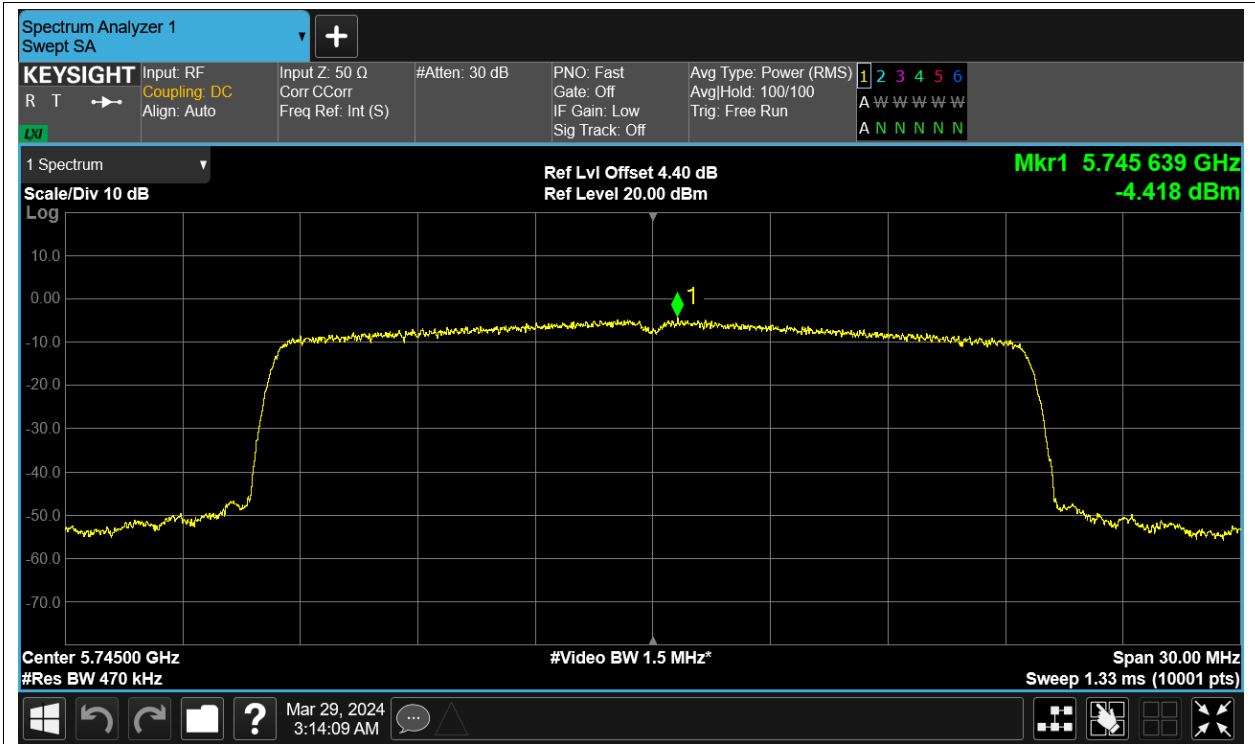 Spectrum Analyzer 1
Swept SA
KEYSIGHT
R T
LXI
Input: RF
Coupling: DC
Align: Auto
Input Z: 50 Ω
Corr CCorr
Freq Ref: Int (S)
#Atten: 30 dB
PNO: Fast
Gate: Off
IF Gain: Low
Sig Track: Off
Avg Type: Power (RMS)
Avg|Hold: 100/100
Trig: Free Run
1 2 3 4 5 6
A W W W W W
A N N N N N
1 Spectrum
Scale/Div 10 dB
Log
Ref Lvl Offset 4.40 dB
Ref Level 20.00 dBm
Mkr1 5.745 639 GHz
-4.418 dBm
10.0
0.00
1
-10.0
-20.0
-30.0
-40.0
-50.0
-60.0
-70.0
Center 5.74500 GHz
#Res BW 470 kHz
#Video BW 1.5 MHz*
Span 30.00 MHz
Sweep 1.33 ms (10001 pts)
?
Mar 29, 2024
3:14:09 AM